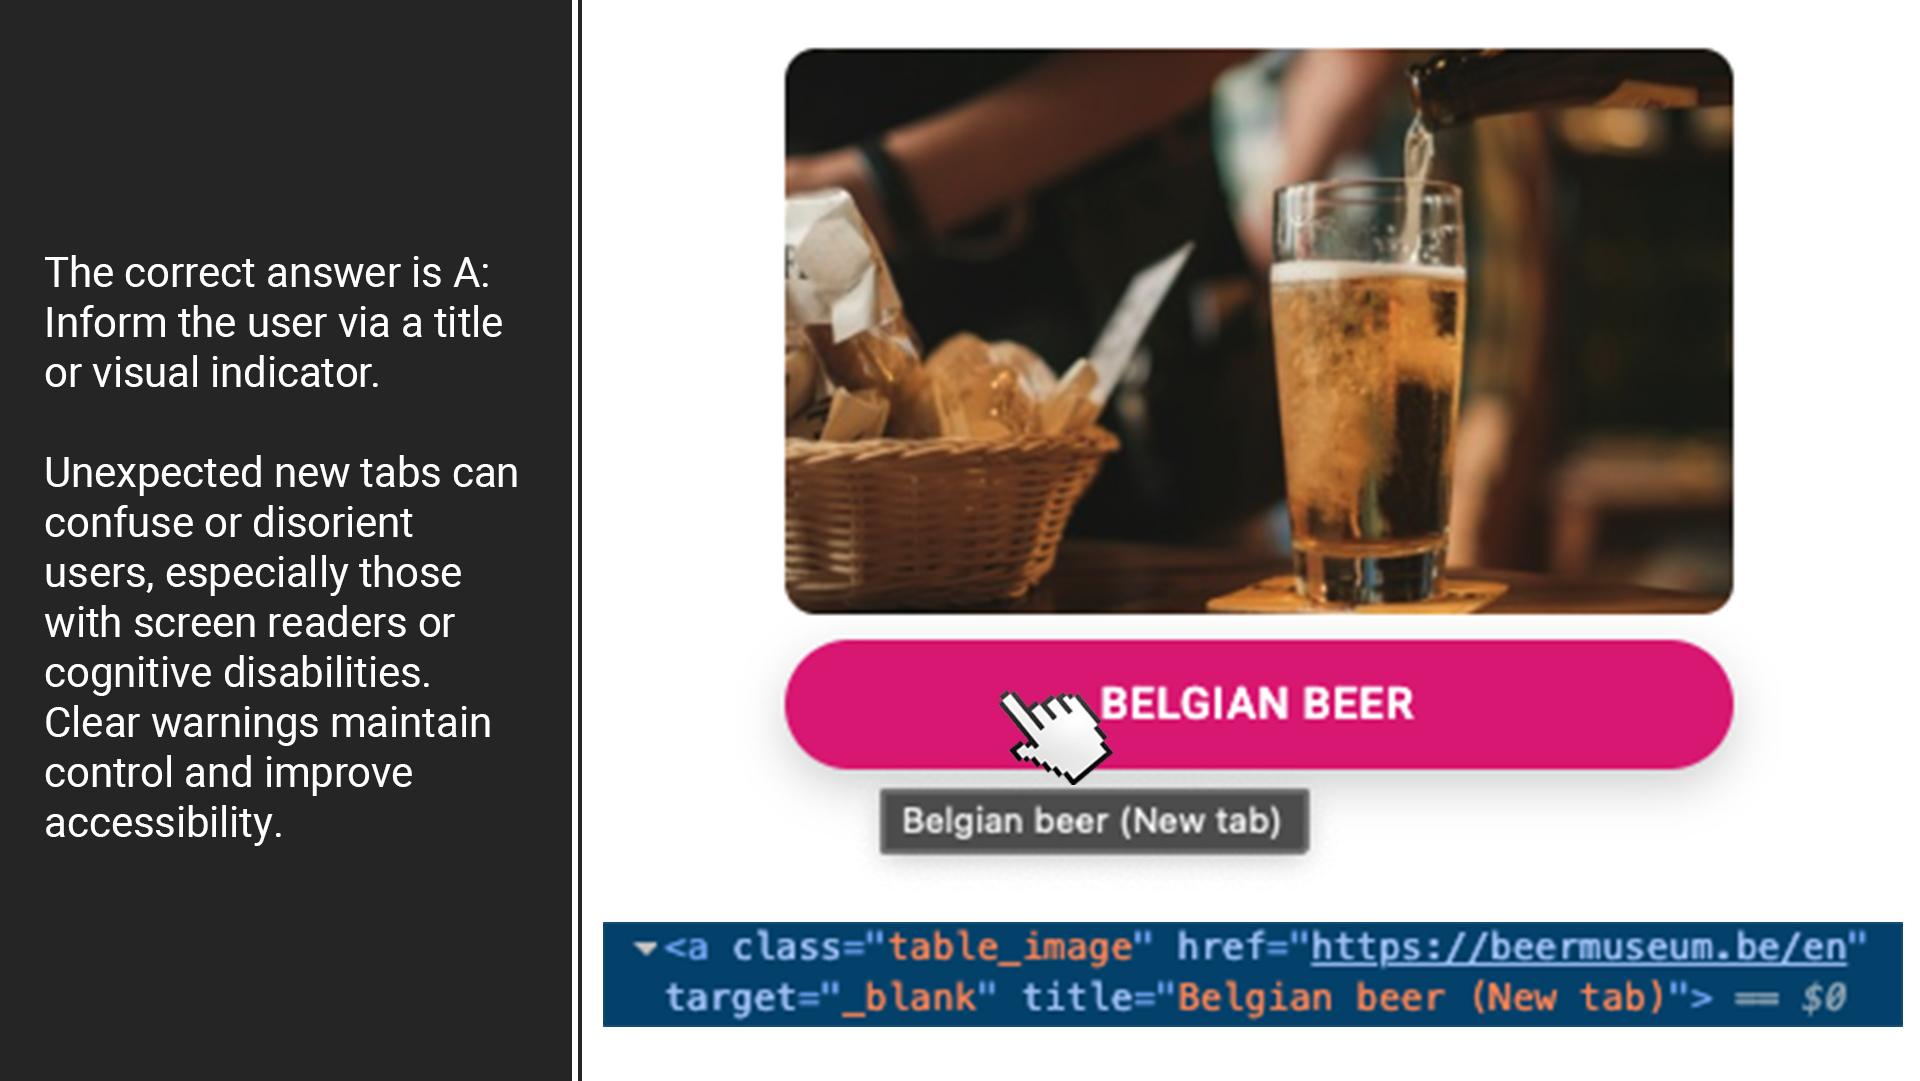 The correct answer is A:
Inform the user via a title
or visual indicator.
Unexpected new tabs can
confuse or disorient
users, especially those
with screen readers or
cognitive disabilities.
Clear warnings maintain
control and improve
accessibility.
BELGIAN BEER
Belgian beer (New tab)
<a class="table_image" href="https://beermuseum.be/en"
target="_blank" title="Belgian beer (New tab)"> == $0